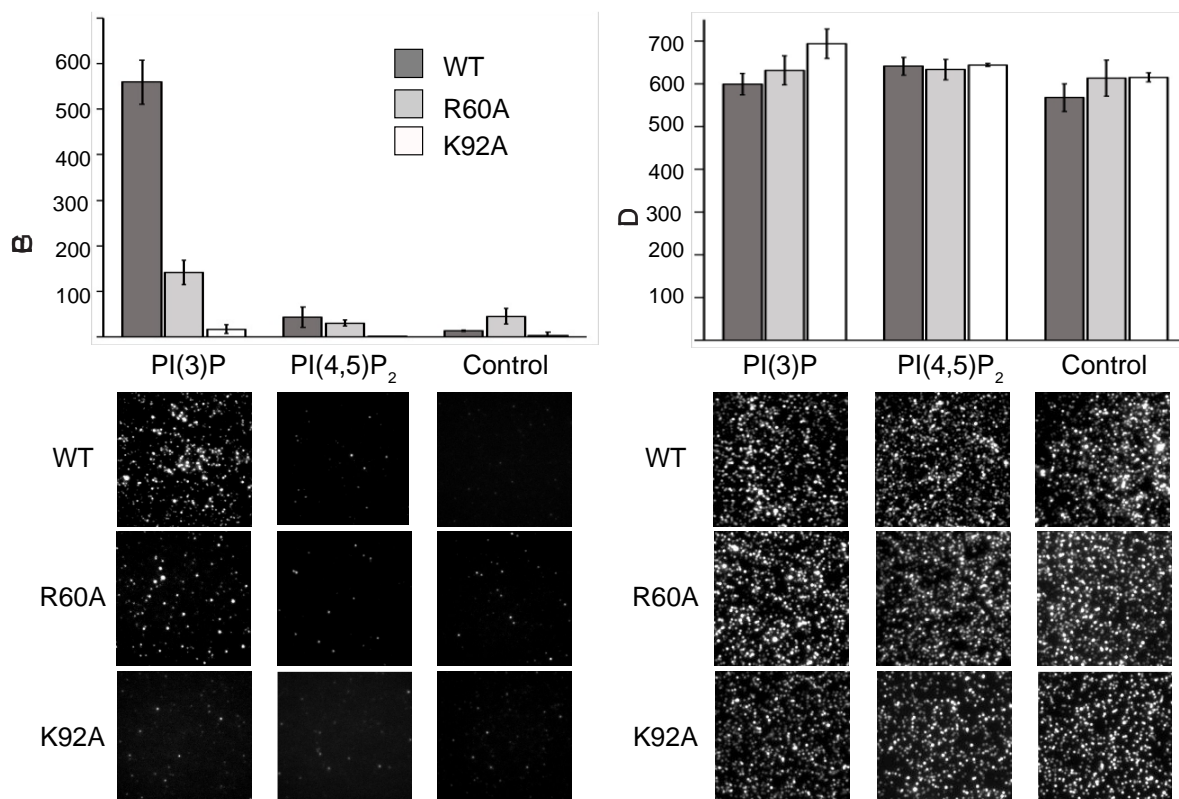 600
500
400
300
200
100
WT
R60A
K92A
B
PI(3)P PI(4,5)P₂ Control
WT
R60A
K92A
700
600
500
400
300
200
100
D
PI(3)P PI(4,5)P₂ Control
WT
R60A
K92A